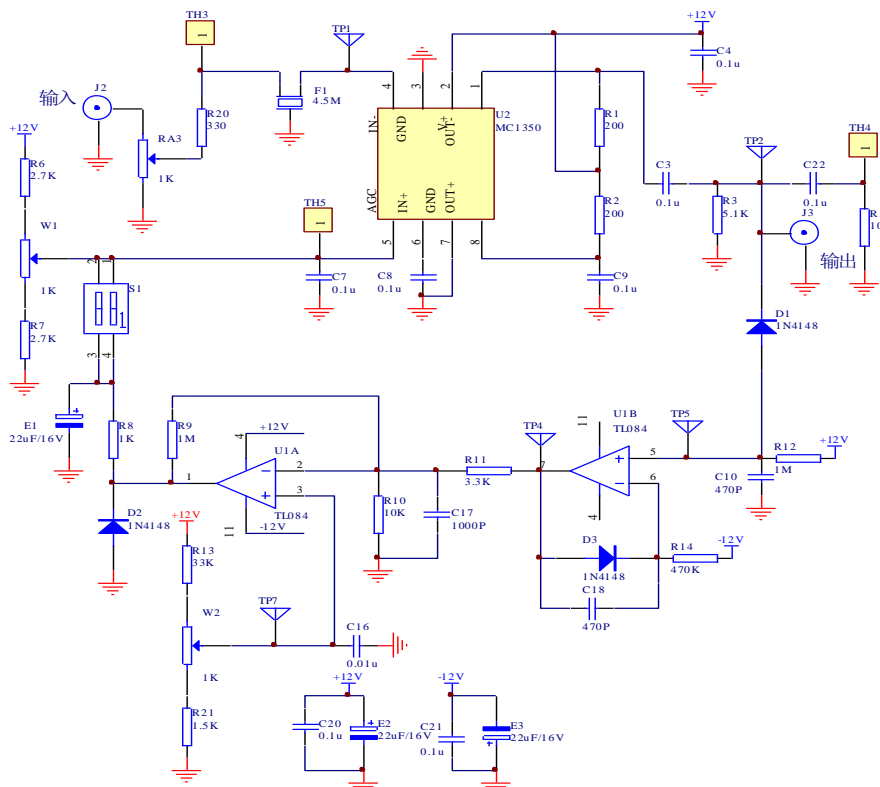 TH3
1
TP1
+12V
C4
0.1u
输入
J2
F1
4.5M
R20
330
4
3
2
1
IN-
GND
V+
OUT-
U2
MC1350
R1
200
+12V
RA3
1K
R6
2.7K
AGC
IN+
GND
OUT+
5
6
7
8
R2
200
TP2
TH4
1
C3
0.1u
C22
0.1u
R3
5.1K
J3
R
10
输出
W1
1K
TH5
1
2
1
S1
1
3
4
C7
0.1u
C8
0.1u
C9
0.1u
R7
2.7K
D1
1N4148
E1
22uF/16V
R8
1K
R9
1M
+12V
4
U1A
2
3
1
TL084
-12V
11
R11
3.3K
TP4
U1B
TL084
11
7
5
6
4
TP5
R12
1M
+12V
C10
470P
D2
1N4148
R10
10K
C17
1000P
+12V
R13
33K
D3
1N4148
R14
470K
-12V
C18
470P
W2
1K
TP7
C16
0.01u
R21
1.5K
+12V
C20
0.1u
E2
22uF/16V
-12V
C21
0.1u
E3
22uF/16V